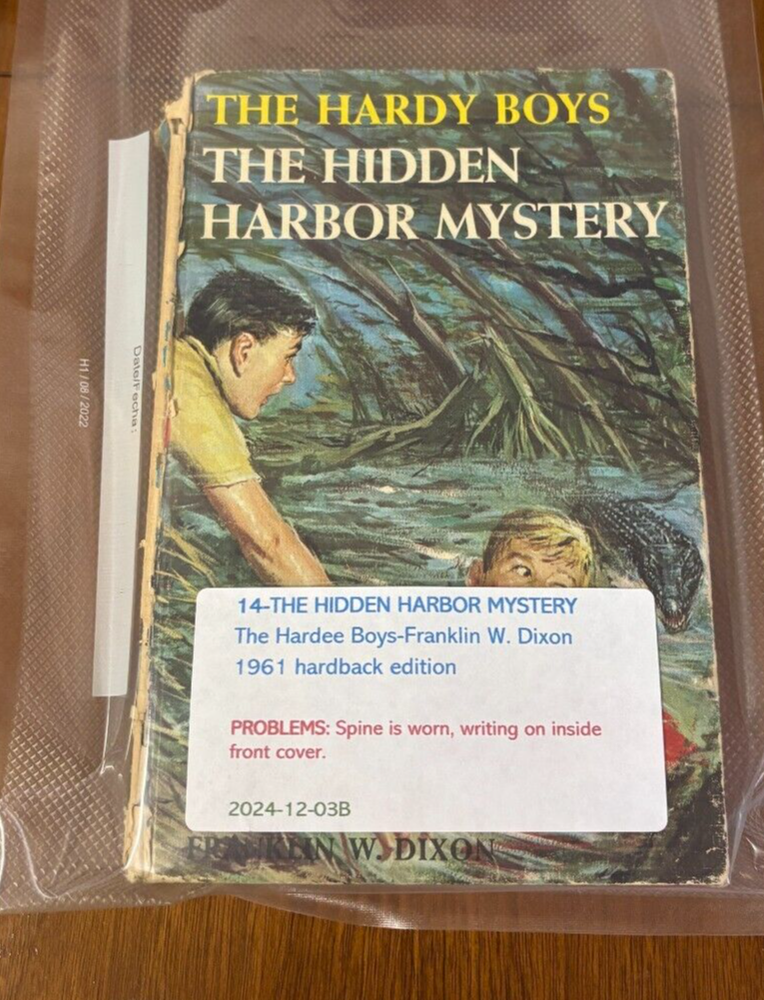 THE HARDY BOYS
THE HIDDEN
HARBOR MYSTERY
Date/Fecha:
H1 / 08 / 2022
14-THE HIDDEN HARBOR MYSTERY
The Hardee Boys-Franklin W. Dixon
1961 hardback edition
PROBLEMS: Spine is worn, writing on inside
front cover.
2024-12-03B
FRANKLIN W. DIXON